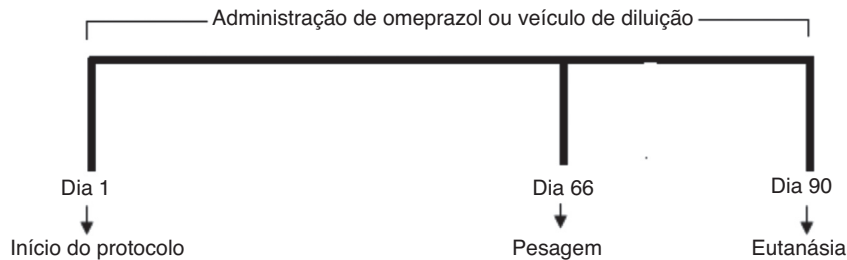 Administração de omeprazol ou veículo de diluição
Dia 1
Dia 66
Dia 90
Início do protocolo
Pesagem
Eutanásia